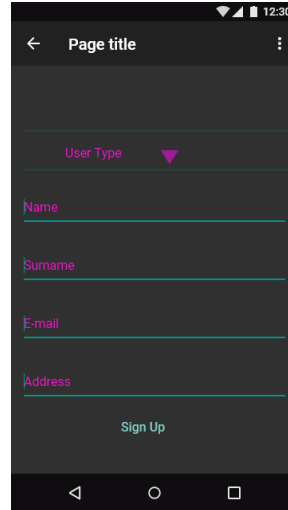 12:30
Page title
User Type
Name
Surname
E-mail
Address
Sign Up